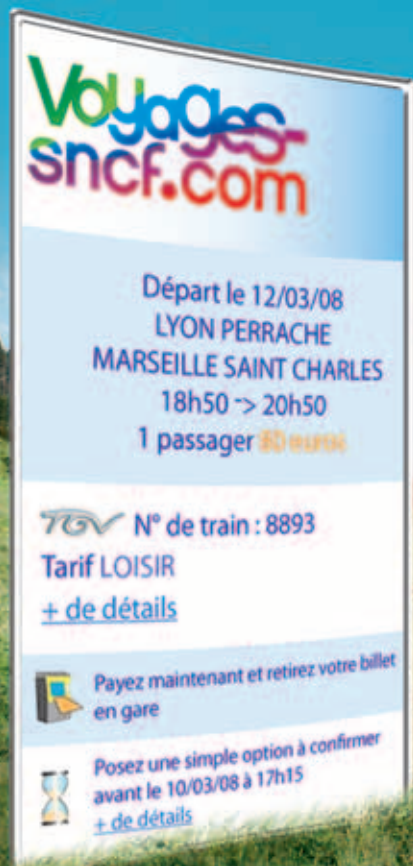 Voyages-
sncf.com
Départ le 12/03/08
LYON PERRACHE
MARSEILLE SAINT CHARLES
18h50 -> 20h50
1 passager
TGV N° de train : 8893
Tarif LOISIR
+ de détails
Payez maintenant et retirez votre billet
en gare
Posez une simple option à confirmer
avant le 10/03/08 à 17h15
+ de détails